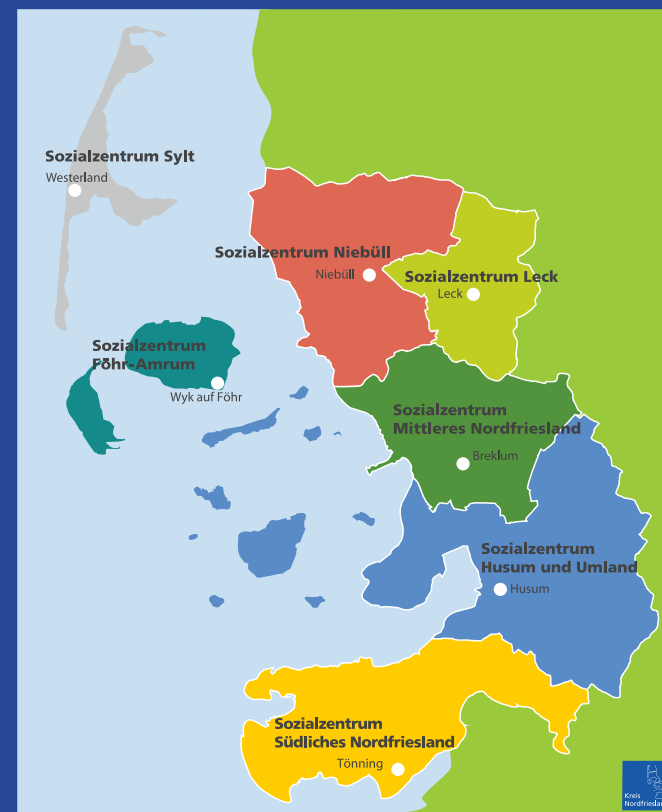 Sozialzentrum Sylt
Westerland
Sozialzentrum Niebüll
Niebüll
Sozialzentrum Leck
Leck
Sozialzentrum
Föhr-Amrum
Wyk auf Föhr
Sozialzentrum
Mittleres Nordfriesland
Breklum
Sozialzentrum
Husum und Umland
Husum
Sozialzentrum
Südliches Nordfriesland
Tönning
Kreis
Nordfriesland